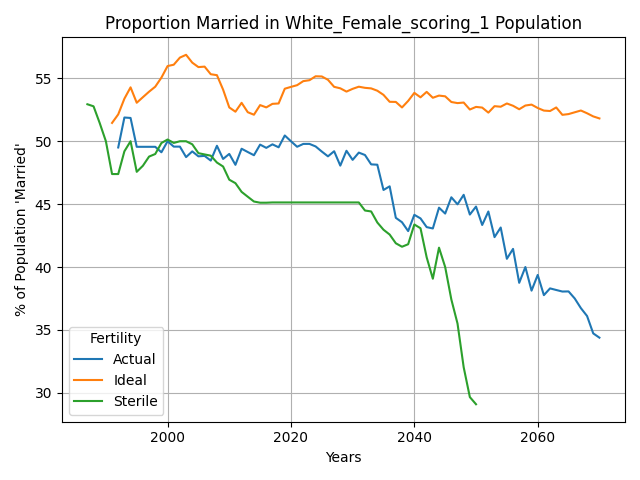 Proportion Married in White_Female_scoring_1 Population
% of Population 'Married'
55
50
45
40
35
30
Fertility
Actual
Ideal
Sterile
2000
2020
2040
2060
Years